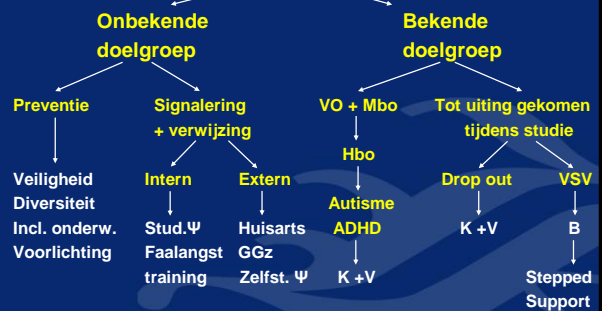 Onbekende doelgroep
Bekende doelgroep
Preventie
Signalering + verwijzing
VO + Mbo
Tot uiting gekomen tijdens studie
Hbo
Veiligheid
Diversiteit
Incl. onderw.
Voorlichting
Intern
Extern
Autisme
ADHD
Drop out
VSV
Stud.Ψ
Faalangst
training
Huisarts
GGz
Zelfst. Ψ
K +V
K +V
B
Stepped
Support